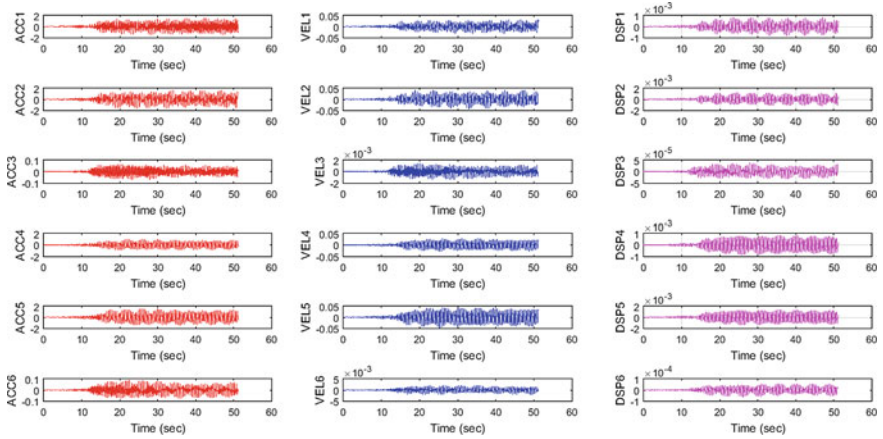 ACC1 2 0 -2 0 10 20 30 40 50 60 Time (sec)
VEL1 0.05 0 -0.05 0 10 20 30 40 50 60 Time (sec)
DSP1 × 10⁻³ 1 0 -1 0 10 20 30 40 50 60 Time (sec)
ACC2 2 0 -2 0 10 20 30 40 50 60 Time (sec)
VEL2 0.05 0 -0.05 0 10 20 30 40 50 60 Time (sec)
DSP2 × 10⁻³ 2 0 -2 0 10 20 30 40 50 60 Time (sec)
ACC3 0.1 0 -0.1 0 10 20 30 40 50 60 Time (sec)
VEL3 × 10⁻³ 2 0 -2 0 10 20 30 40 50 60 Time (sec)
DSP3 × 10⁻⁵ 5 0 -5 0 10 20 30 40 50 60 Time (sec)
ACC4 2 0 -2 0 10 20 30 40 50 60 Time (sec)
VEL4 0.05 0 -0.05 0 10 20 30 40 50 60 Time (sec)
DSP4 × 10⁻³ 1 0 -1 0 10 20 30 40 50 60 Time (sec)
ACC5 2 0 -2 0 10 20 30 40 50 60 Time (sec)
VEL5 0.05 0 -0.05 0 10 20 30 40 50 60 Time (sec)
DSP5 × 10⁻³ 2 0 -2 0 10 20 30 40 50 60 Time (sec)
ACC6 0.1 0 -0.1 0 10 20 30 40 50 60 Time (sec)
VEL6 × 10⁻³ 5 0 -5 0 10 20 30 40 50 60 Time (sec)
DSP6 × 10⁻⁴ 1 0 -1 0 10 20 30 40 50 60 Time (sec)